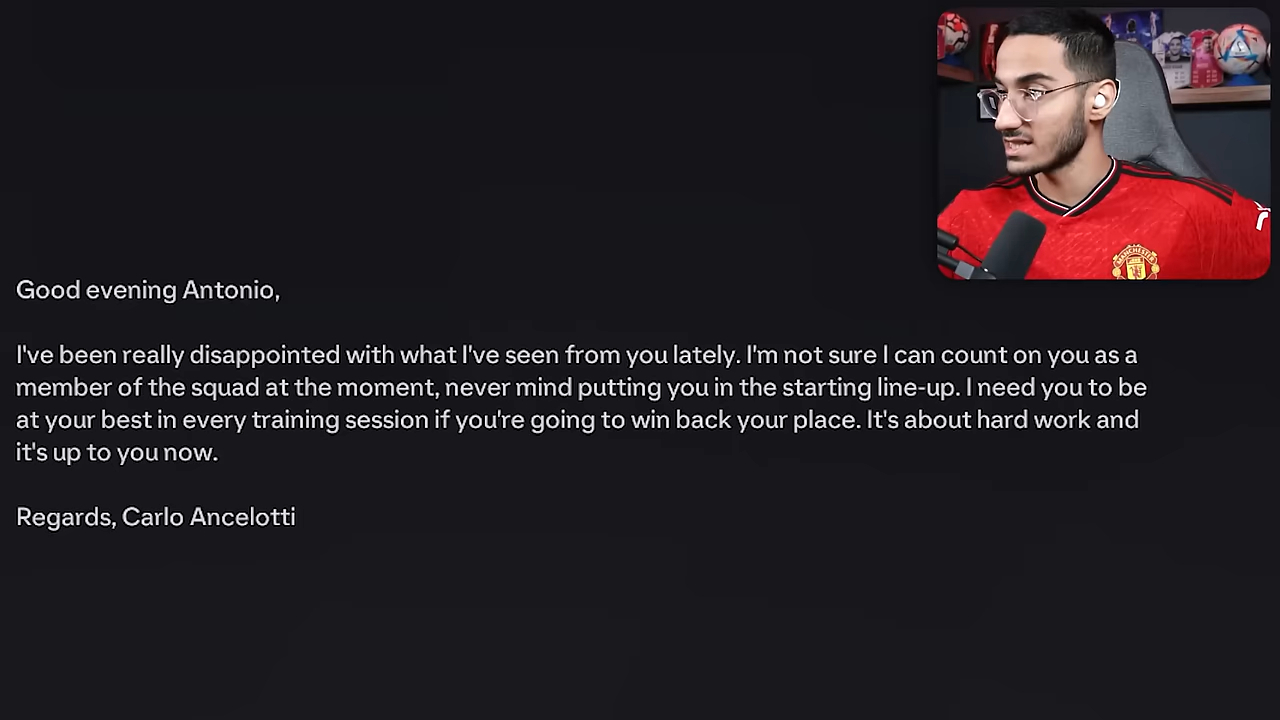 Good evening Antonio,
I've been really disappointed with what I've seen from you lately. I'm not sure I can count on you as a
member of the squad at the moment, never mind putting you in the starting line-up. I need you to be
at your best in every training session if you're going to win back your place. It's about hard work and
it's up to you now.
Regards, Carlo Ancelotti
MANCHESTER